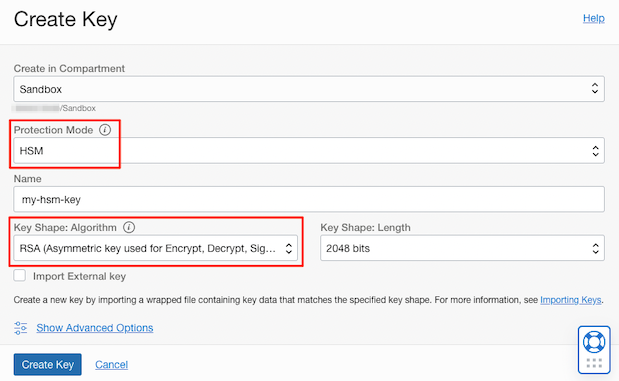 Create Key
Help
Create in Compartment
Sandbox
/Sandbox
Protection Mode
HSM
Name
my-hsm-key
Key Shape: Algorithm
Key Shape: Length
RSA (Asymmetric key used for Encrypt, Decrypt, Sig...
2048 bits
Import External key
Create a new key by importing a wrapped file containing key data that matches the specified key shape. For more information, see Importing Keys.
Show Advanced Options
Create Key
Cancel